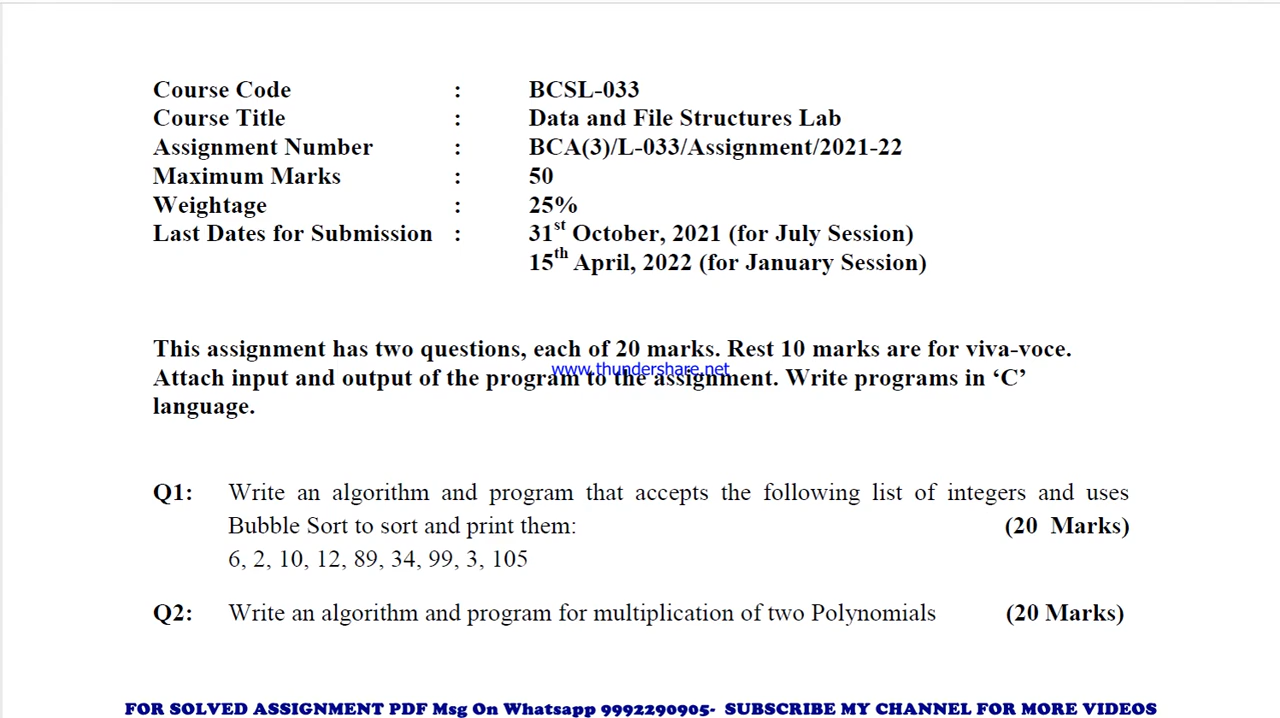 Course Code : BCSL-033
Course Title : Data and File Structures Lab
Assignment Number : BCA(3)/L-033/Assignment/2021-22
Maximum Marks : 50
Weightage : 25%
Last Dates for Submission : 31st October, 2021 (for July Session)
15th April, 2022 (for January Session)
This assignment has two questions, each of 20 marks. Rest 10 marks are for viva-voce.
www.thundershare.net
Attach input and output of the program to the assignment. Write programs in ‘C’
language.
Q1: Write an algorithm and program that accepts the following list of integers and uses
Bubble Sort to sort and print them: (20 Marks)
6, 2, 10, 12, 89, 34, 99, 3, 105
Q2: Write an algorithm and program for multiplication of two Polynomials (20 Marks)
FOR SOLVED ASSIGNMENT PDF Msg On Whatsapp 9992290905- SUBSCRIBE MY CHANNEL FOR MORE VIDEOS